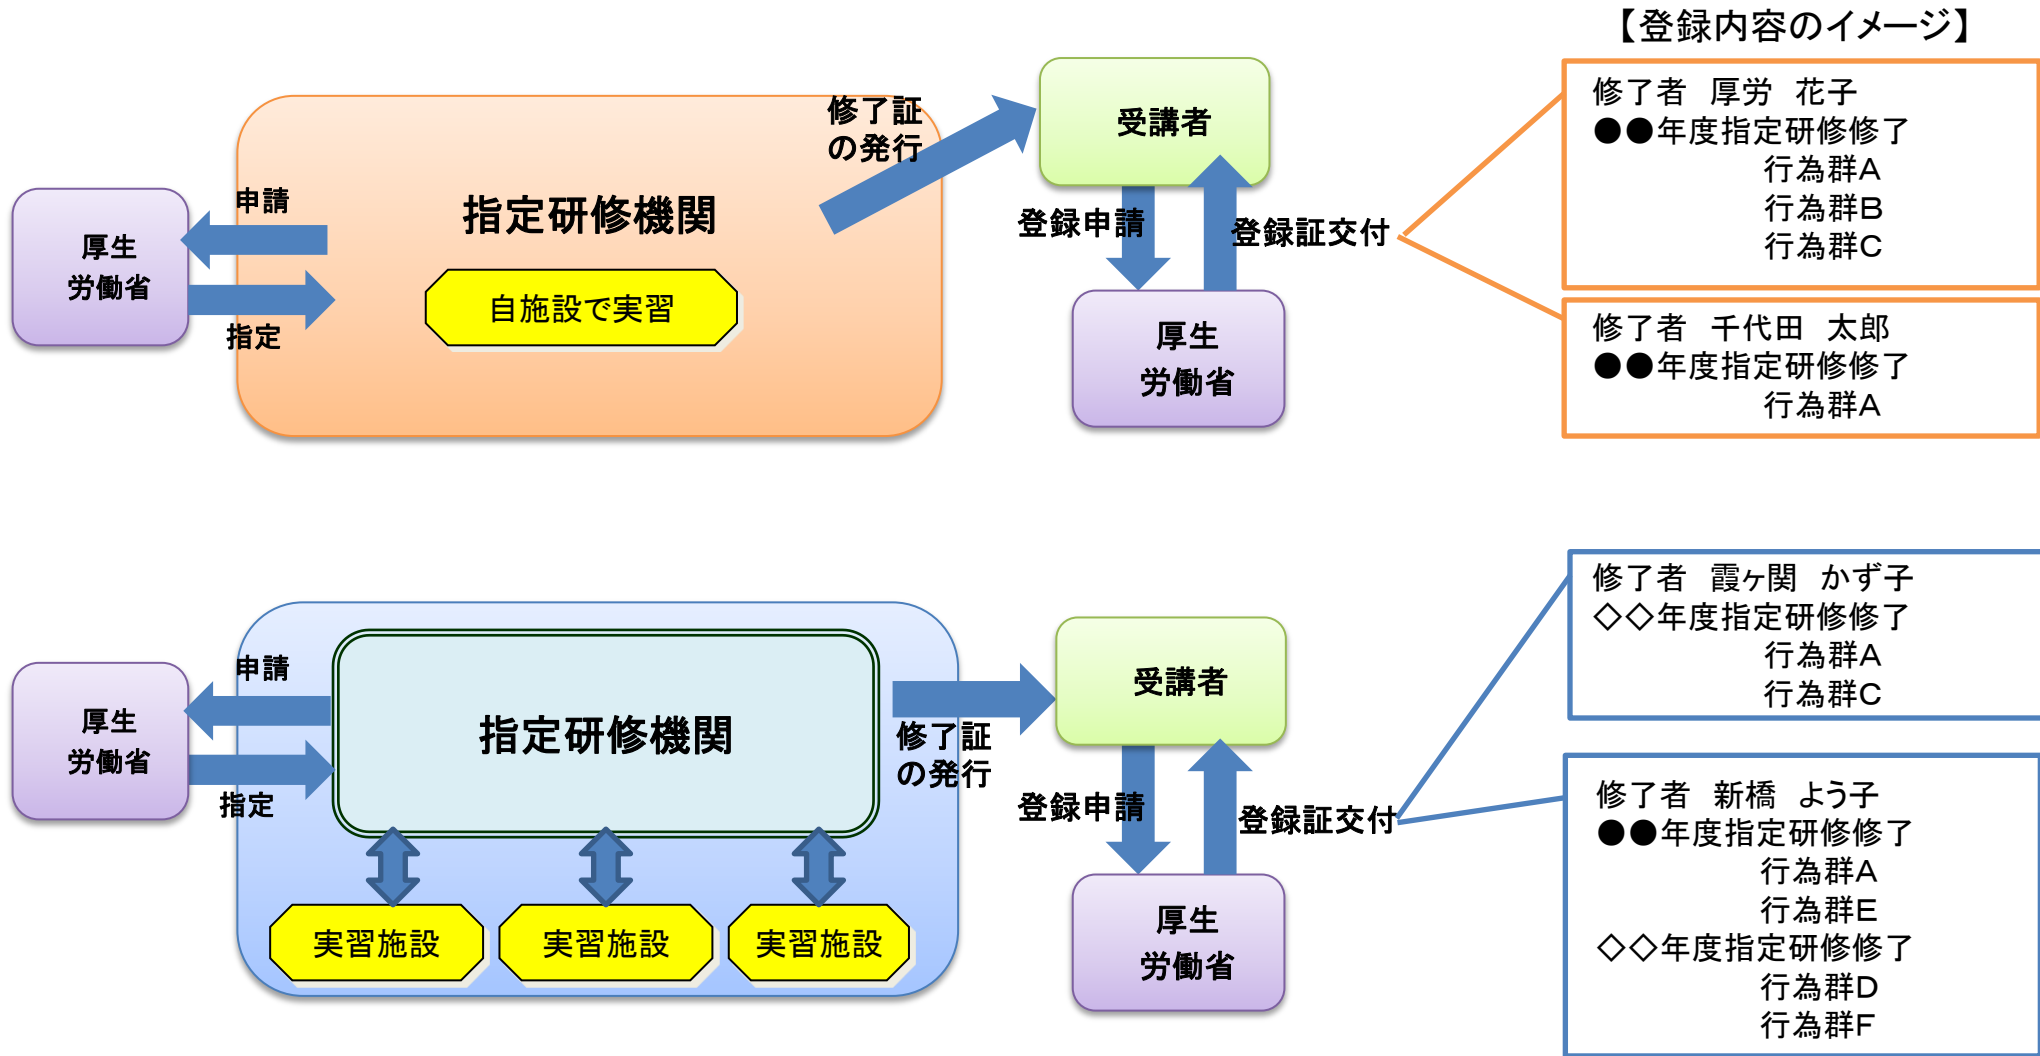 【登録内容のイメージ】
修了証
の発行
受講者
申請
指定研修機関
厚生
労働省
自施設で実習
指定
登録申請
登録証交付
厚生
労働省
修了者　厚労　花子
●●年度指定研修修了
行為群A
行為群B
行為群C
修了者　千代田　太郎
●●年度指定研修修了
行為群A
申請
指定研修機関
厚生
労働省
指定
実習施設
実習施設
実習施設
修了証
の発行
受講者
登録申請
登録証交付
厚生
労働省
修了者　霞ヶ関　かず子
◇◇年度指定研修修了
行為群A
行為群C
修了者　新橋　よう子
●●年度指定研修修了
行為群A
行為群E
◇◇年度指定研修修了
行為群D
行為群F